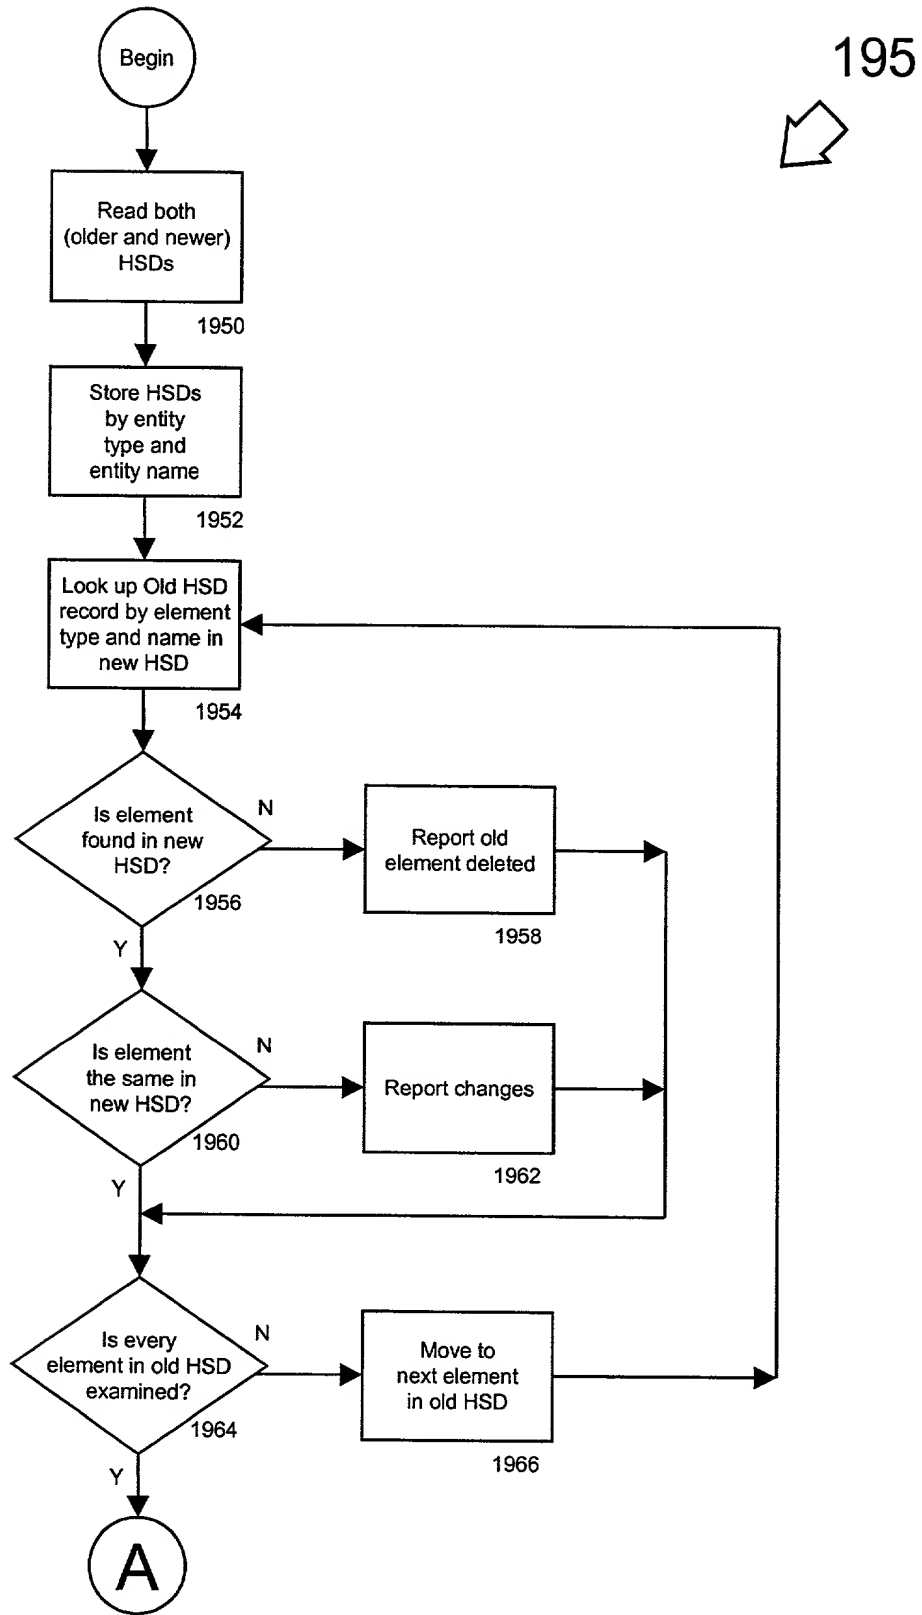 Begin
195
Read both
(older and newer)
HSDs
1950
Store HSDs
by entity
type and
entity name
1952
Look up Old HSD
record by element
type and name in
new HSD
1954
Is element
found in new
HSD?
N
1956
Y
Report old
element deleted
1958
Is element
the same in
new HSD?
N
1960
Y
Report changes
1962
Is every
element in old HSD
examined?
N
1964
Y
Move to
next element
in old HSD
1966
A